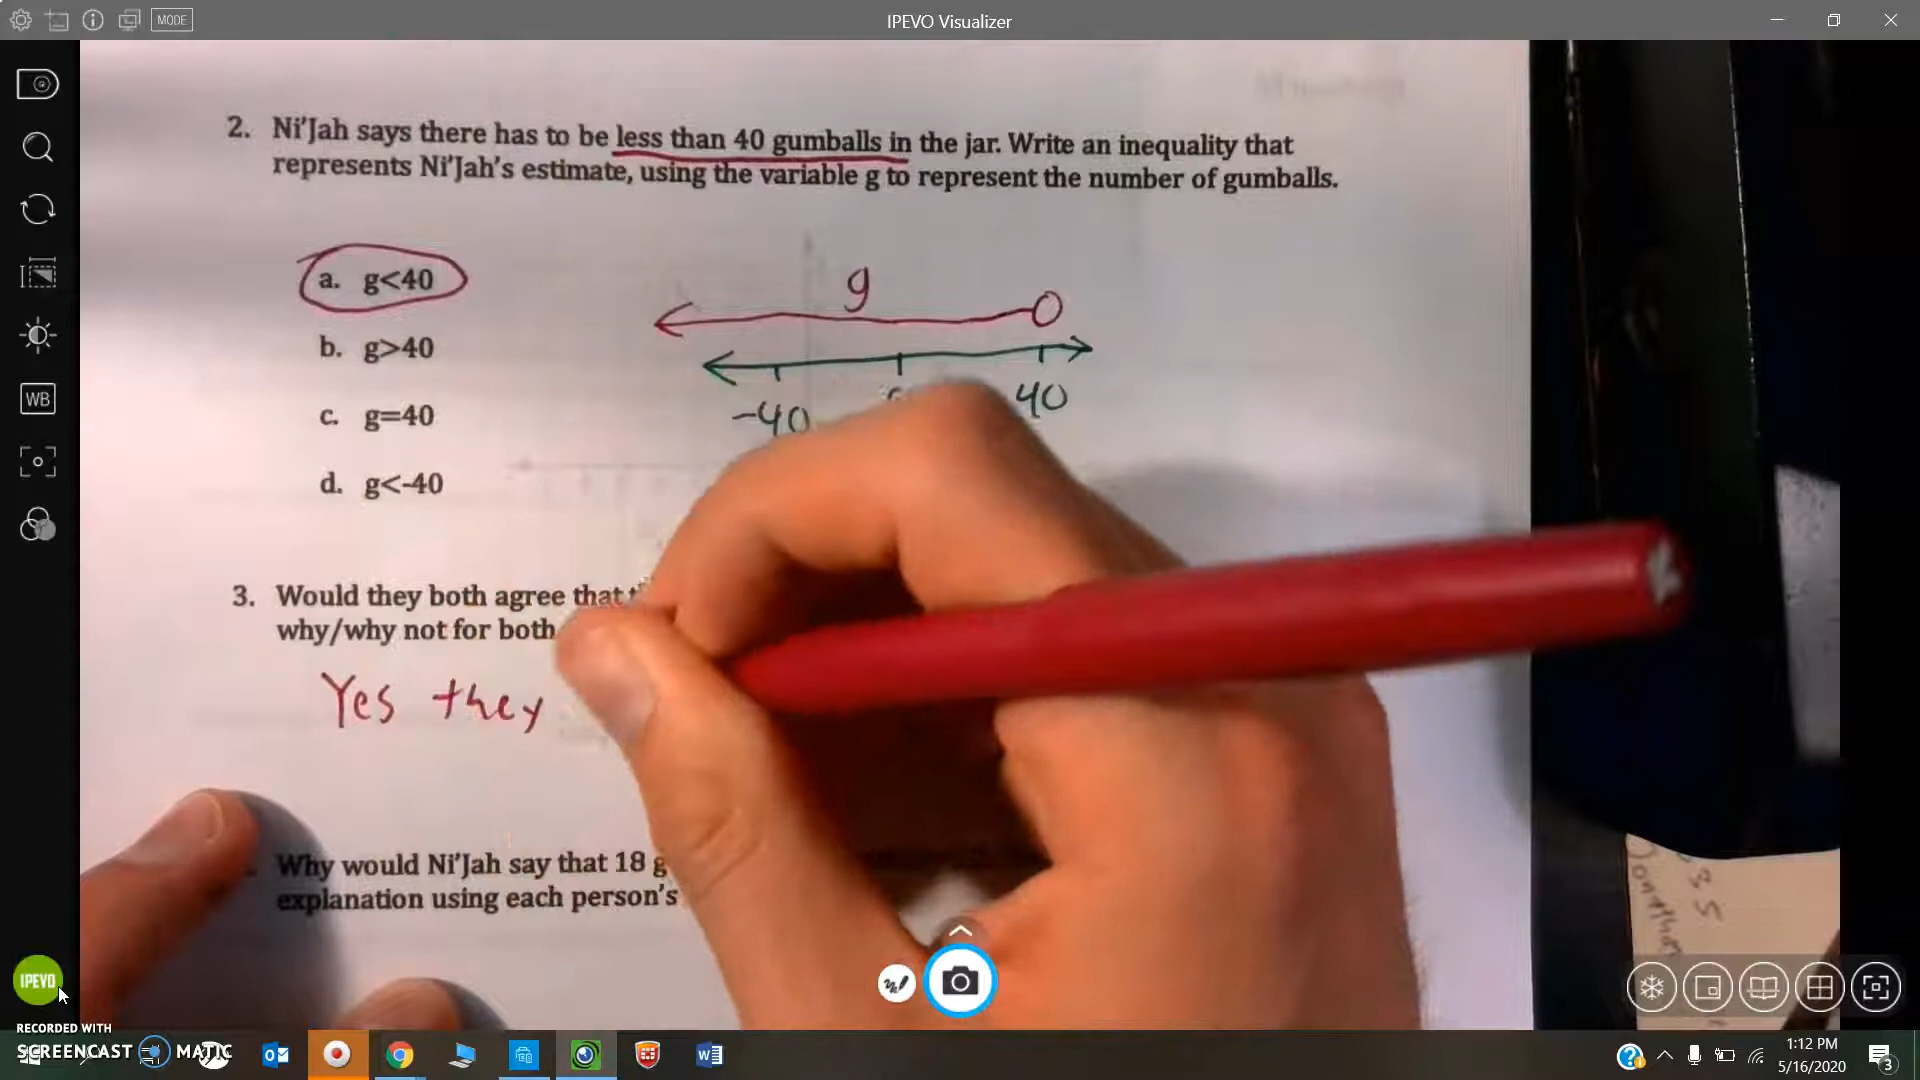 MODE
IPEVO Visualizer
2. Ni'Jah says there has to be less than 40 gumballs in the jar. Write an inequality that
represents Ni'Jah's estimate, using the variable g to represent the number of gumballs.
a. g<40
b. g>40
c. g=40
d. g<-40
g
-40
40
3. Would they both agree that
why/why not for both
Yes they
Why would Ni'Jah say that 18 g
explanation using each person's
WB
IPEVO
RECORDED WITH
SCREENCAST MATIC
1:12 PM
5/16/2020
3